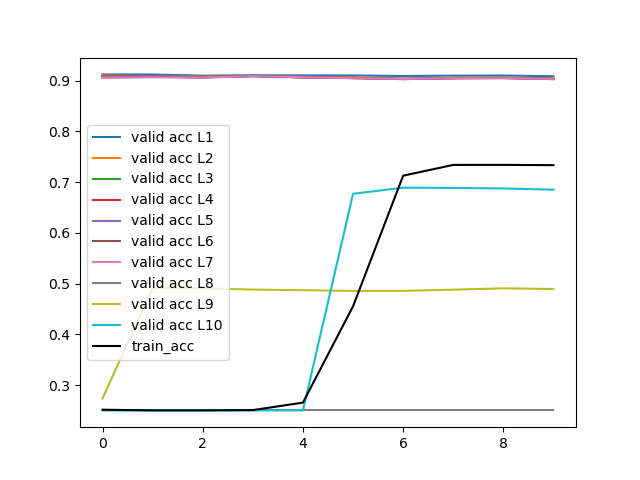 0.9
0.8
0.7
0.6
0.5
0.4
0.3
valid acc L1
valid acc L2
valid acc L3
valid acc L4
valid acc L5
valid acc L6
valid acc L7
valid acc L8
valid acc L9
valid acc L10
train_acc
0 2 4 6 8